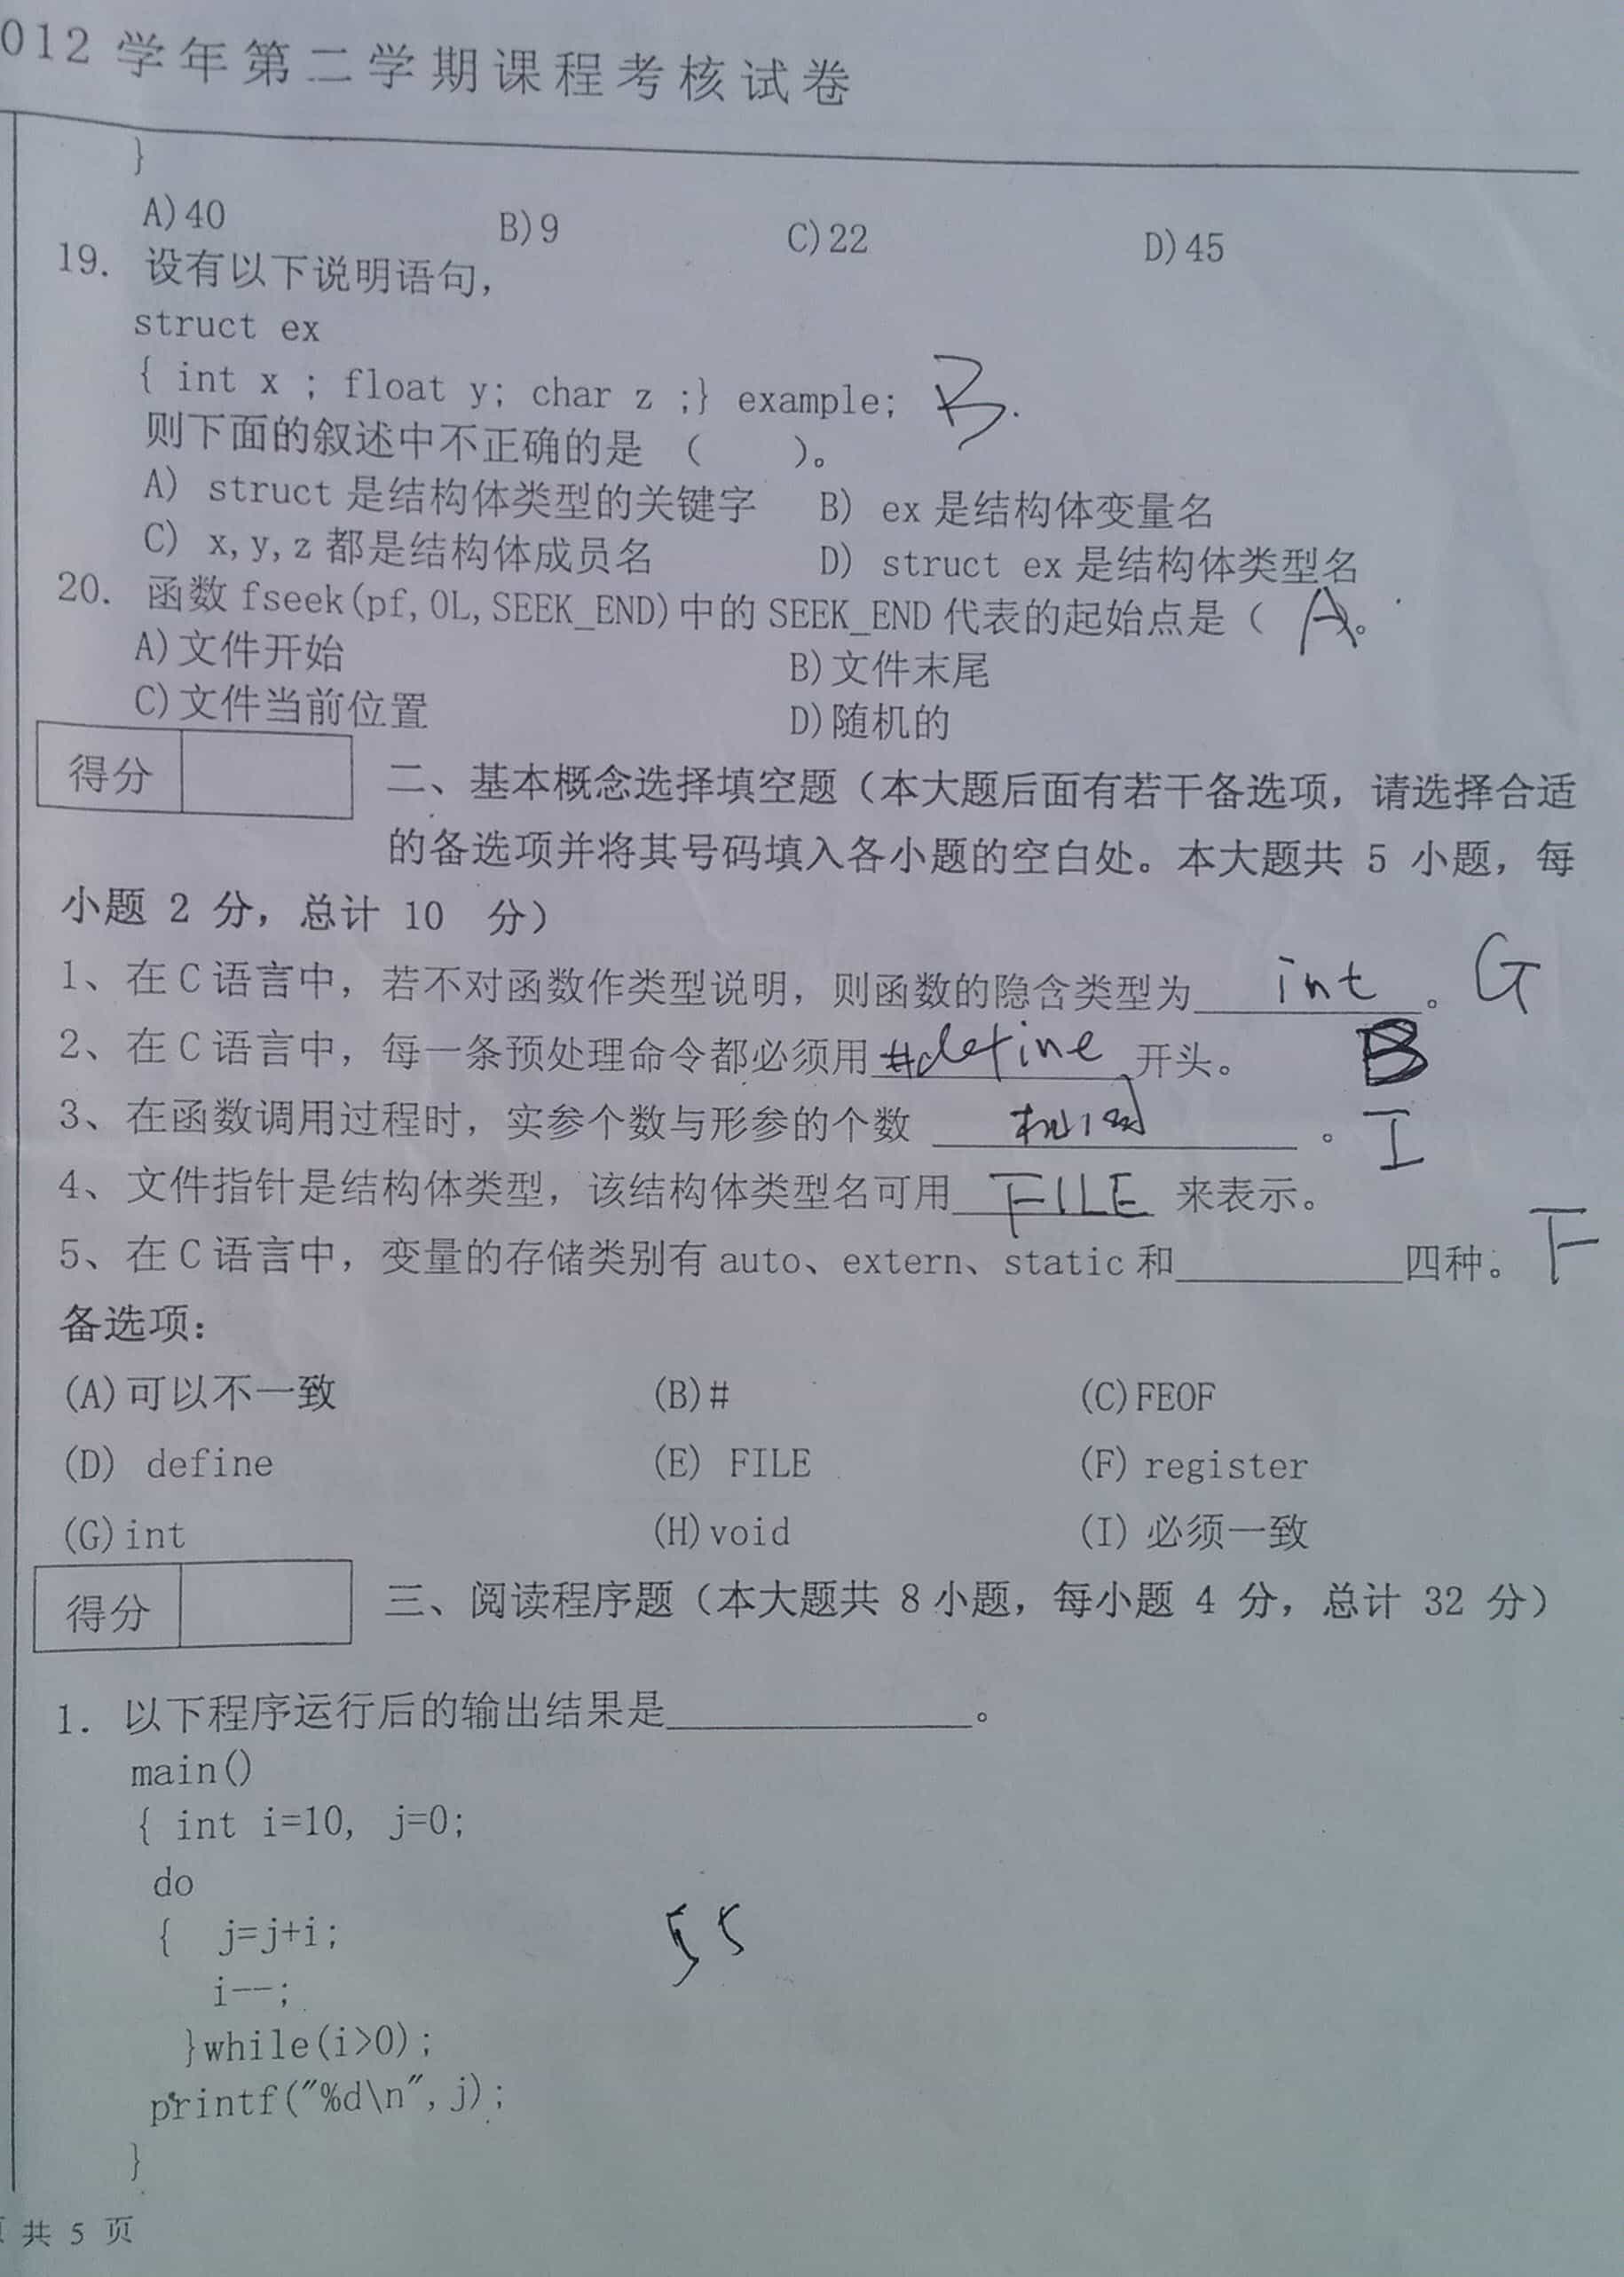 012 学年第二学期课程考核试卷
}
A)40 B)9 C)22 D)45
19. 设有以下说明语句，
struct ex
{ int x ; float y; char z ;} example; B.
则下面的叙述中不正确的是 （ ）。
A) struct 是结构体类型的关键字 B) ex 是结构体变量名
C) x,y,z 都是结构体成员名 D) struct ex 是结构体类型名
20. 函数 fseek(pf,0L,SEEK_END)中的 SEEK_END 代表的起始点是（ A ）。
A)文件开始 B)文件末尾
C)文件当前位置 D)随机的
得分
二、基本概念选择填空题（本大题后面有若干备选项，请选择合适
的备选项并将其号码填入各小题的空白处。本大题共 5 小题，每
小题 2 分，总计 10 分）
1、在 C 语言中，若不对函数作类型说明，则函数的隐含类型为 int 。 G
2、在 C 语言中，每一条预处理命令都必须用 #define 开头。 B
3、在函数调用过程时，实参个数与形参的个数 相同 。 I
4、文件指针是结构体类型，该结构体类型名可用 FILE 来表示。
5、在 C 语言中，变量的存储类别有 auto、extern、static 和________四种。 F
备选项：
(A)可以不一致 (B)# (C)FEOF
(D) define (E) FILE (F) register
(G)int (H)void (I) 必须一致
得分
三、阅读程序题（本大题共 8 小题，每小题 4 分，总计 32 分）
1. 以下程序运行后的输出结果是____________。
main()
{ int i=10, j=0;
do
{ j=j+i; 55
i--;
}while(i>0);
printf("%d\n",j);
}
页 共 5 页